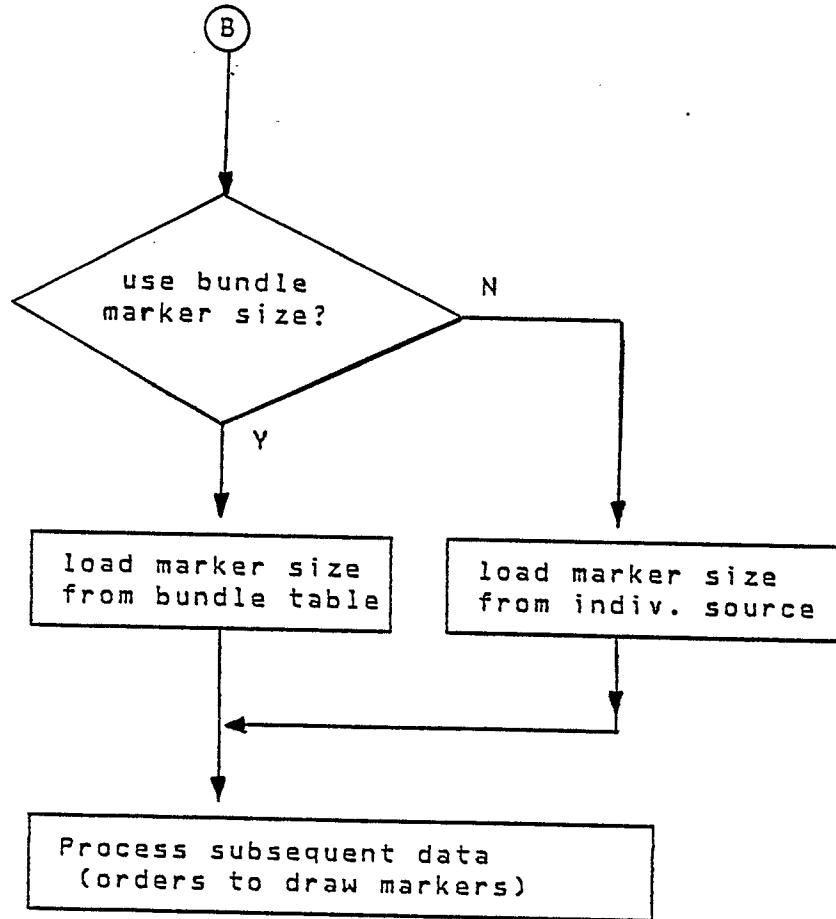 B
use bundle
marker size?
N
Y
load marker size
from bundle table
load marker size
from indiv. source
Process subsequent data
(orders to draw markers)